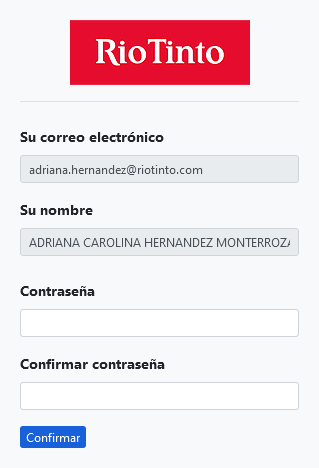 RioTinto
Su correo electrónico
adriana.hernandez@riotinto.com
Su nombre
ADRIANA CAROLINA HERNANDEZ MONTERROZA
Contraseña
Confirmar contraseña
Confirmar